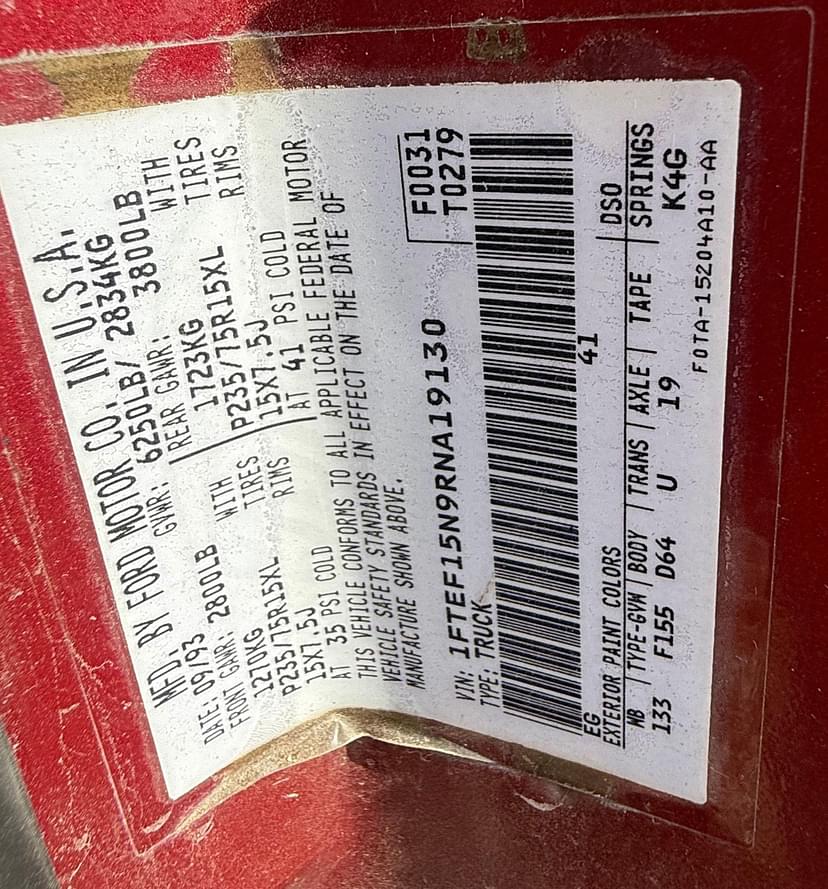 MFD. BY FORD MOTOR CO. IN U.S.A.
DATE: 09/93 GVWR: 6250LB/ 2834KG
FRONT GAWR: 2800LB REAR GAWR: 3800LB
1270KG WITH 1723KG WITH
P235/75R15XL TIRES P235/75R15XL TIRES
15X7.5J RIMS 15X7.5J RIMS
AT 35 PSI COLD AT 41 PSI COLD
THIS VEHICLE CONFORMS TO ALL APPLICABLE FEDERAL MOTOR
VEHICLE SAFETY STANDARDS IN EFFECT ON THE DATE OF
MANUFACTURE SHOWN ABOVE.
F0031
T0279
VIN: 1FTEF15N9RNA19130
TYPE: TRUCK
EG 41
EXTERIOR PAINT COLORS DSO
WB TYPE-GVW BODY TRANS AXLE TAPE SPRINGS
133 F155 D64 U 19 K4G
F0TA-15204A10-AA